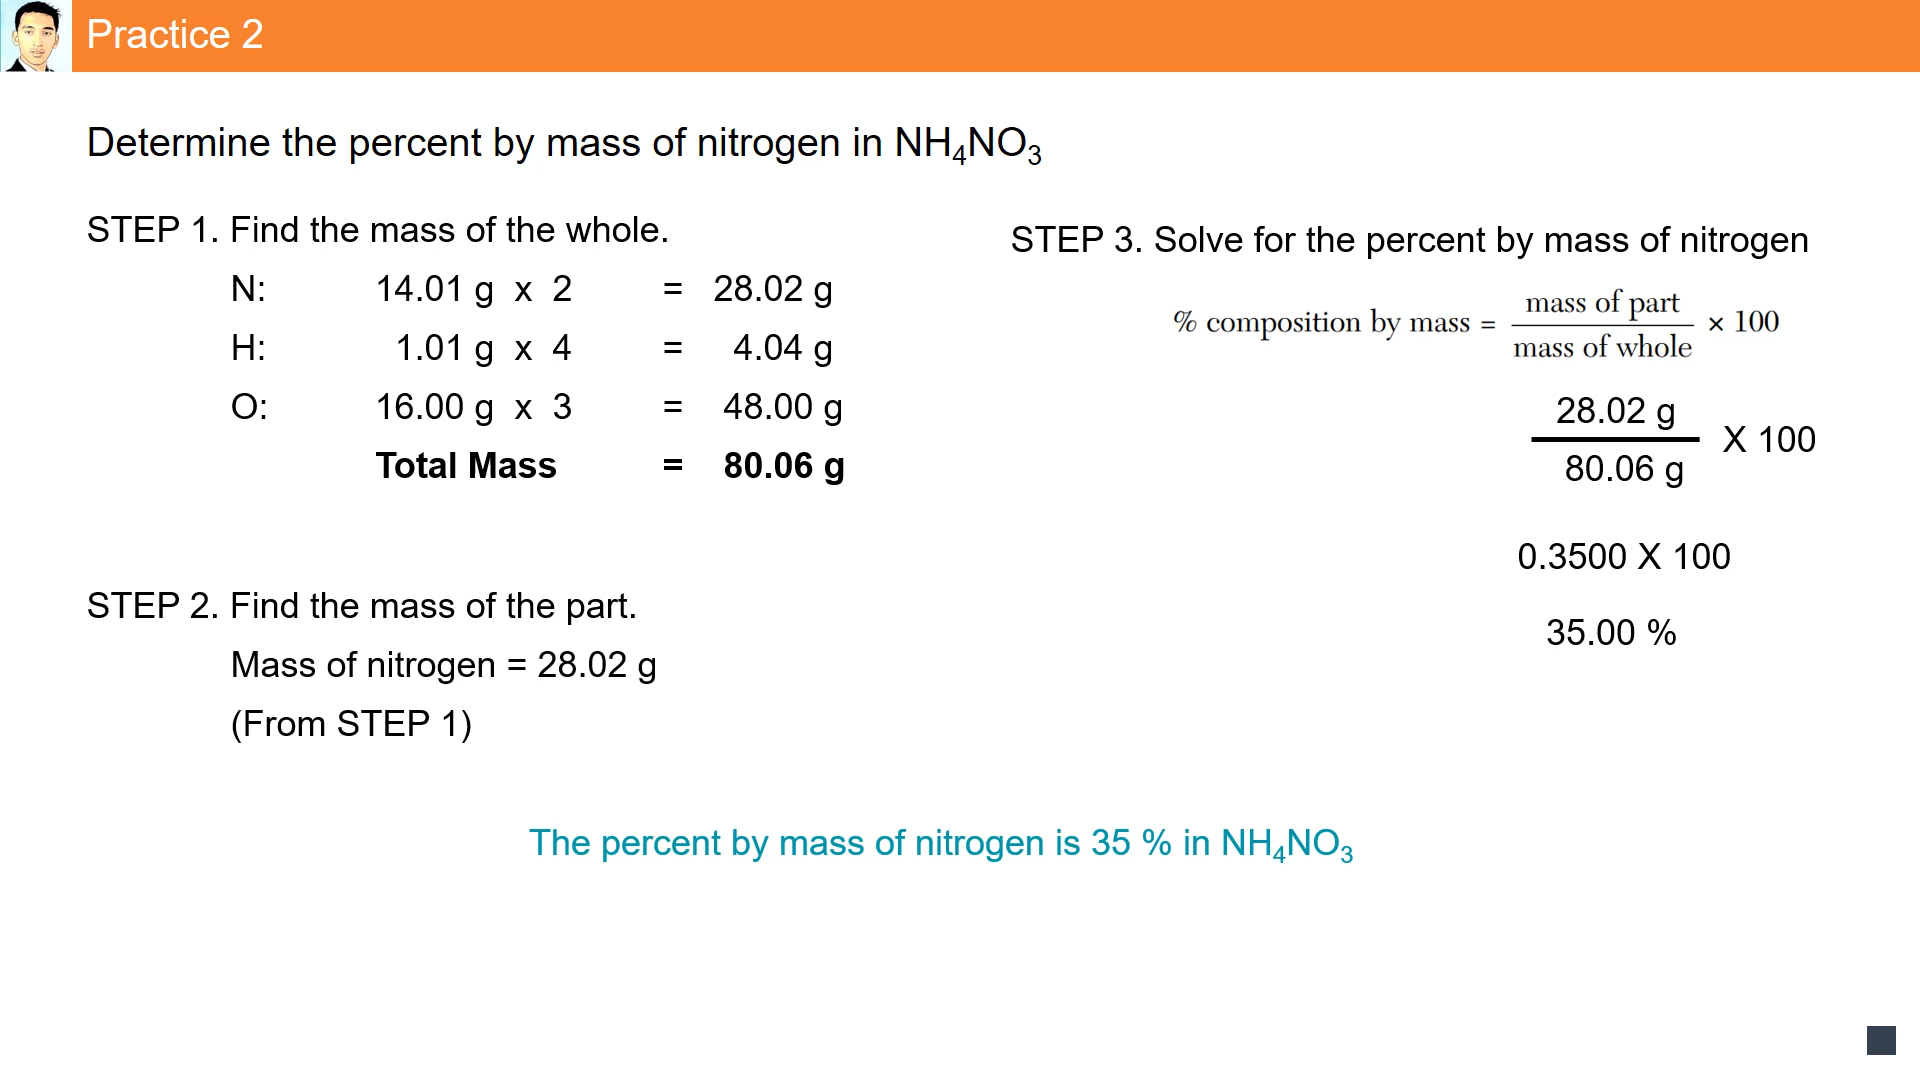 Practice 2
Determine the percent by mass of nitrogen in NH₄NO₃
STEP 1. Find the mass of the whole.
N: 14.01 g x 2 = 28.02 g
H: 1.01 g x 4 = 4.04 g
O: 16.00 g x 3 = 48.00 g
Total Mass = 80.06 g
STEP 2. Find the mass of the part.
Mass of nitrogen = 28.02 g
(From STEP 1)
STEP 3. Solve for the percent by mass of nitrogen
% composition by mass = mass of part / mass of whole × 100
28.02 g / 80.06 g X 100
0.3500 X 100
35.00 %
The percent by mass of nitrogen is 35 % in NH₄NO₃